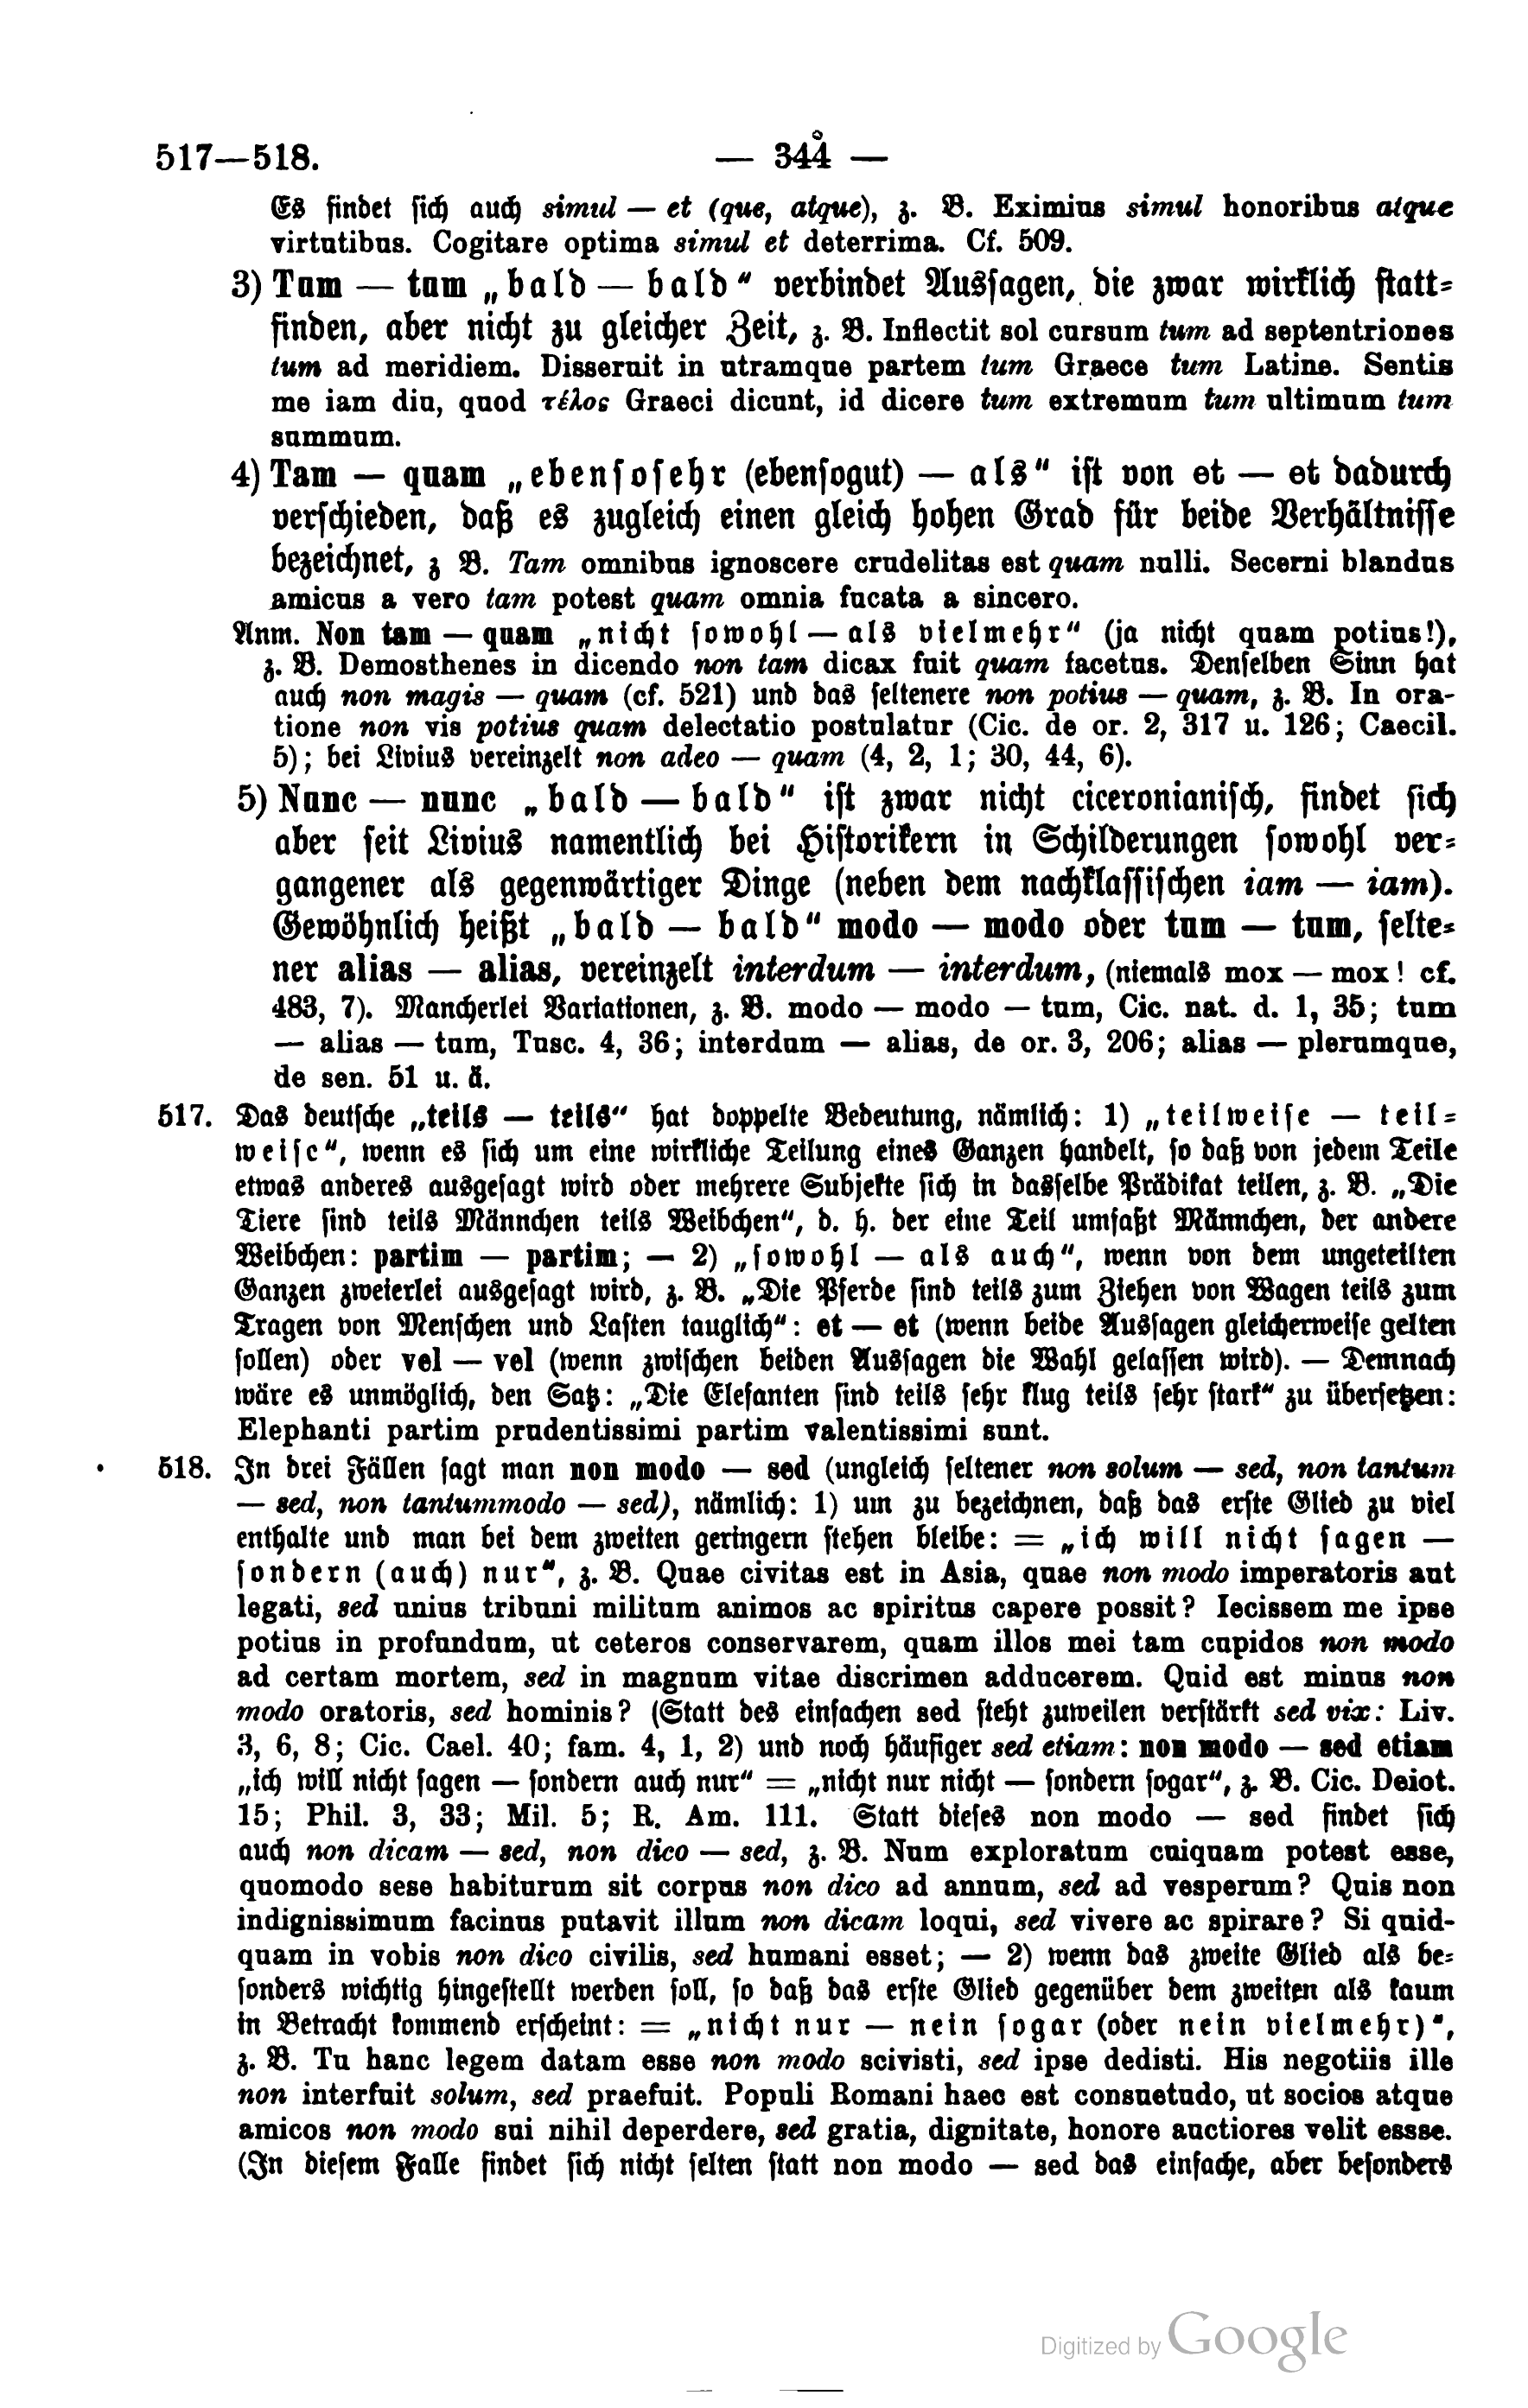 517—518. — 344 —
Es findet sich auch simul — et (que, atque), z. B. Eximius simul honoribus atque
virtutibus. Cogitare optima simul et deterrima. Cf. 509.
3) Tum — tum „bald — bald“ verbindet Aussagen, die zwar wirklich statt=
finden, aber nicht zu gleicher Zeit, z. B. Inflectit sol cursum tum ad septentriones
tum ad meridiem. Disseruit in utramque partem tum Graece tum Latine. Sentis
me iam diu, quod τέλος Graeci dicunt, id dicere tum extremum tum ultimum tum
summum.
4) Tam — quam „ebensosehr (ebensogut) — als“ ist von et — et dadurch
verschieden, daß es zugleich einen gleich hohen Grad für beide Verhältnisse
bezeichnet, z B. Tam omnibus ignoscere crudelitas est quam nulli. Secerni blandus
amicus a vero tam potest quam omnia fucata a sincero.
Anm. Non tam — quam „nicht sowohl — als vielmehr“ (ja nicht quam potius!),
z. B. Demosthenes in dicendo non tam dicax fuit quam facetus. Denselben Sinn hat
auch non magis — quam (cf. 521) und das seltenere non potius — quam, z. B. In ora-
tione non vis potius quam delectatio postulatur (Cic. de or. 2, 317 u. 126; Caecil.
5); bei Livius vereinzelt non adeo — quam (4, 2, 1; 30, 44, 6).
5) Nunc — nunc „bald — bald“ ist zwar nicht ciceronianisch, findet sich
aber seit Livius namentlich bei Historikern in Schilderungen sowohl ver=
gangener als gegenwärtiger Dinge (neben dem nachklassischen iam — iam).
Gewöhnlich heißt „bald — bald“ modo — modo oder tum — tum, selte=
ner alias — alias, vereinzelt interdum — interdum, (niemals mox — mox! cf.
483, 7). Mancherlei Variationen, z. B. modo — modo — tum, Cic. nat. d. 1, 35; tum
— alias — tum, Tusc. 4, 36; interdum — alias, de or. 3, 206; alias — plerumque,
de sen. 51 u. ä.
517. Das deutsche „teils — teils“ hat doppelte Bedeutung, nämlich: 1) „teilweise — teil=
weise“, wenn es sich um eine wirkliche Teilung eines Ganzen handelt, so daß von jedem Teile
etwas anderes ausgesagt wird oder mehrere Subjekte sich in dasselbe Prädikat teilen, z. B. „Die
Tiere sind teils Männchen teils Weibchen“, d. h. der eine Teil umfaßt Männchen, der andere
Weibchen: partim — partim; — 2) „sowohl — als auch“, wenn von dem ungeteilten
Ganzen zweierlei ausgesagt wird, z. B. „Die Pferde sind teils zum Ziehen von Wagen teils zum
Tragen von Menschen und Lasten tauglich“: et — et (wenn beide Aussagen gleicherweise gelten
sollen) oder vel — vel (wenn zwischen beiden Aussagen die Wahl gelassen wird). — Demnach
wäre es unmöglich, den Satz: „Die Elefanten sind teils sehr klug teils sehr stark“ zu übersetzen:
Elephanti partim prudentissimi partim valentissimi sunt.
518. In drei Fällen sagt man non modo — sed (ungleich seltener non solum — sed, non tantum
— sed, non tantummodo — sed), nämlich: 1) um zu bezeichnen, daß das erste Glied zu viel
enthalte und man bei dem zweiten geringern stehen bleibe: = „ich will nicht sagen —
sondern (auch) nur“, z. B. Quae civitas est in Asia, quae non modo imperatoris aut
legati, sed unius tribuni militum animos ac spiritus capere possit? Iecissem me ipse
potius in profundum, ut ceteros conservarem, quam illos mei tam cupidos non modo
ad certam mortem, sed in magnum vitae discrimen adducerem. Quid est minus non
modo oratoris, sed hominis? (Statt des einfachen sed steht zuweilen verstärkt sed vix: Liv.
3, 6, 8; Cic. Cael. 40; fam. 4, 1, 2) und noch häufiger sed etiam: non modo — sed etiam
„ich will nicht sagen — sondern auch nur“ = „nicht nur nicht — sondern sogar“, z. B. Cic. Deiot.
15; Phil. 3, 33; Mil. 5; R. Am. 111. Statt dieses non modo — sed findet sich
auch non dicam — sed, non dico — sed, z. B. Num exploratum cuiquam potest esse,
quomodo sese habiturum sit corpus non dico ad annum, sed ad vesperum? Quis non
indignissimum facinus putavit illum non dicam loqui, sed vivere ac spirare? Si quid-
quam in vobis non dico civilis, sed humani esset; — 2) wenn das zweite Glied als be=
sonders wichtig hingestellt werden soll, so daß das erste Glied gegenüber dem zweiten als kaum
in Betracht kommend erscheint: = „nicht nur — nein sogar (oder nein vielmehr)“,
z. B. Tu hanc legem datam esse non modo scivisti, sed ipse dedisti. His negotiis ille
non interfuit solum, sed praefuit. Populi Romani haec est consuetudo, ut socios atque
amicos non modo sui nihil deperdere, sed gratia, dignitate, honore auctiores velit essse.
(In diesem Falle findet sich nicht selten statt non modo — sed das einfache, aber besonders
Digitized by Google